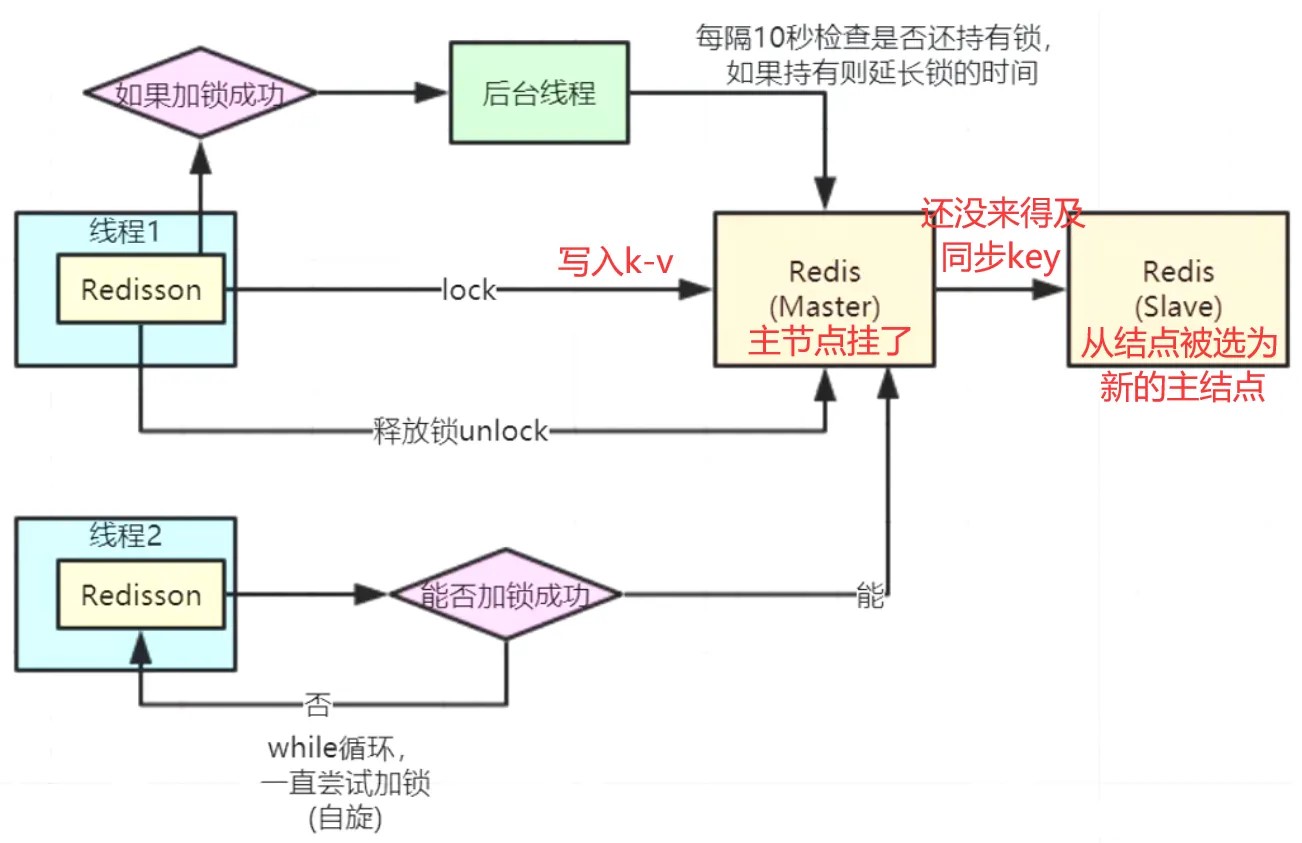 每隔10秒检查是否还持有锁，
如果持有则延长锁的时间
如果加锁成功
后台线程
线程1
Redisson
lock
写入k-v
Redis
(Master)
主节点挂了
还没来得及
同步key
Redis
(Slave)
从结点被选为
新的主结点
释放锁unlock
线程2
Redisson
能否加锁成功
能
否
while循环，
一直尝试加锁
(自旋)